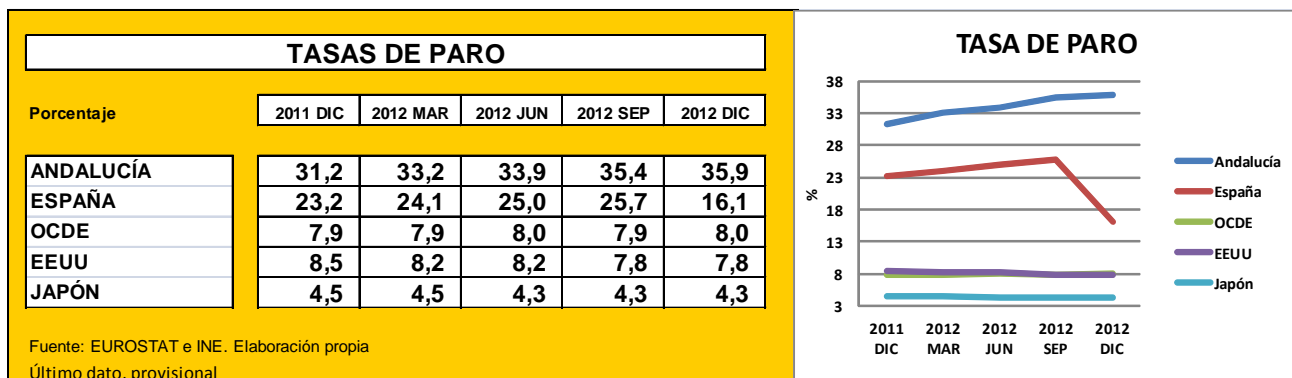 TASAS DE PARO
Porcentaje 2011 DIC 2012 MAR 2012 JUN 2012 SEP 2012 DIC
ANDALUCÍA 31,2 33,2 33,9 35,4 35,9
ESPAÑA 23,2 24,1 25,0 25,7 16,1
OCDE 7,9 7,9 8,0 7,9 8,0
EEUU 8,5 8,2 8,2 7,8 7,8
JAPÓN 4,5 4,5 4,3 4,3 4,3
Fuente: EUROSTAT e INE. Elaboración propia
Último dato, provisional
TASA DE PARO
38
33
28
23
18
13
8
3
%
2011 2012 2012 2012 2012
DIC MAR JUN SEP DIC
Andalucía
España
OCDE
EEUU
Japón